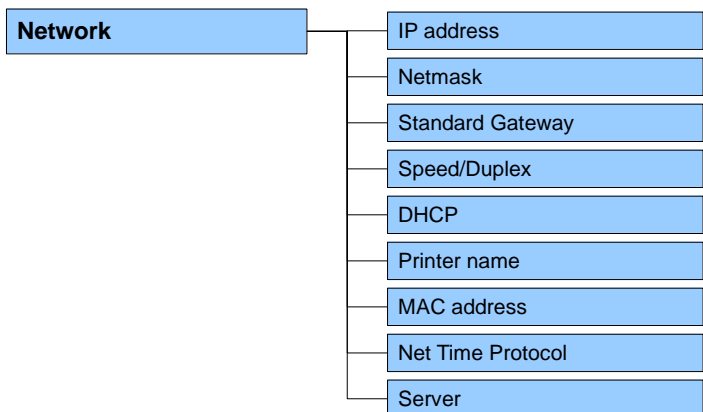 Network
IP address
Netmask
Standard Gateway
Speed/Duplex
DHCP
Printer name
MAC address
Net Time Protocol
Server